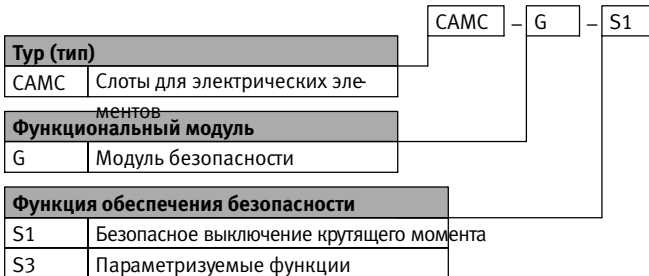 CAMC – G – S1
Typ (тип)
CAMC Слоты для электрических эле-
ментов
Функциональный модуль
G Модуль безопасности
Функция обеспечения безопасности
S1 Безопасное выключение крутящего момента
S3 Параметризуемые функции